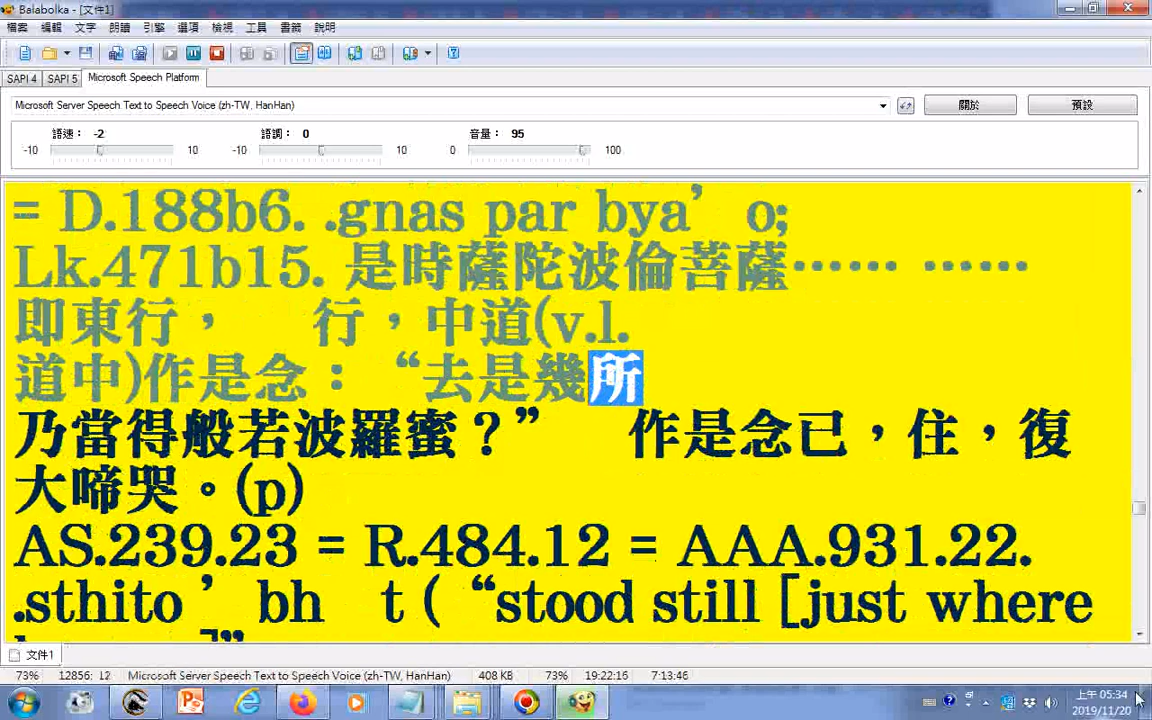 Balabolka - [文件1]
檔案 編輯 文字 朗讀 引擎 選項 檢視 工具 書籤 說明
SAPI 4 SAPI 5 Microsoft Speech Platform
Microsoft Server Speech Text to Speech Voice (zh-TW, HanHan) 關於 預設
語速： -2 語調： 0 音量： 95
-10 10 -10 10 0 100
= D.188b6. .gnas par bya’ o;
Lk.471b15. 是時薩陀波倫菩薩…… ……
即東行， 行，中道(v.l.
道中)作是念：“去是幾所
乃當得般若波羅蜜？” 作是念已，住，復
大啼哭。(p)
AS.239.23 = R.484.12 = AAA.931.22.
.sthito ’ bh t ( “stood still [just where
文件1
73% 12856: 12 Microsoft Server Speech Text to Speech Voice (zh-TW, HanHan) 408 KB 73% 19:22:16 7:13:46
上午 05:34
2019/11/20